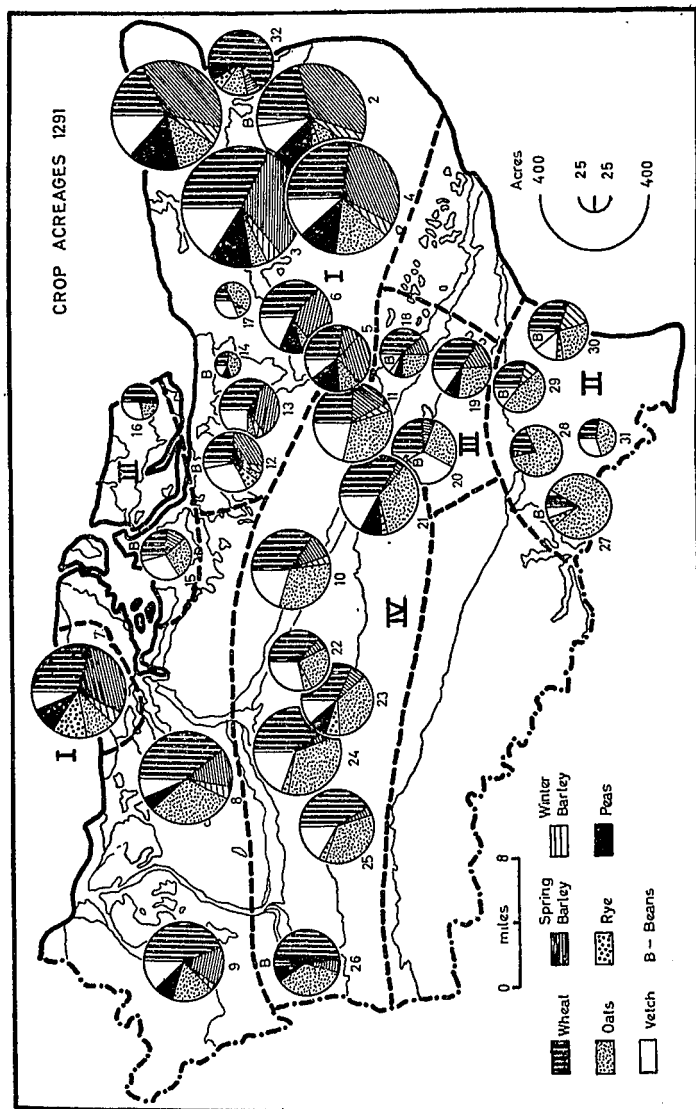 CROP ACREAGES 1291
I
I
II
III
III
IV
2
3
4
5
6
7
8
9
10
11
12
13
14
15
16
17
18
19
20
21
22
23
24
25
26
27
28
29
30
31
32
B
B
B
B
B
B
B
B
B
B
Acres
400
25
25
400
0 miles 8
Wheat
Spring Barley
Winter Barley
Oats
Rye
Peas
Vetch
B – Beans